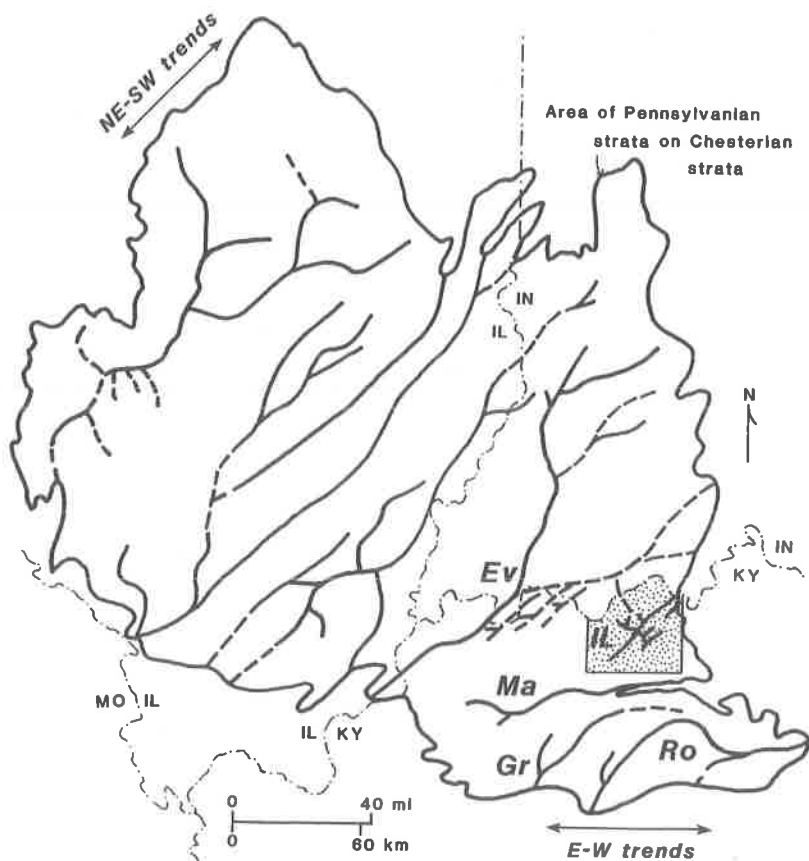 NE-SW trends
Area of Pennsylvanian
strata on Chesterian
strata
IN
IL
N
IN
KY
Ev
IL
Ma
MO
IL
IL
KY
Gr
Ro
0
40 mi
0
60 km
E-W trends